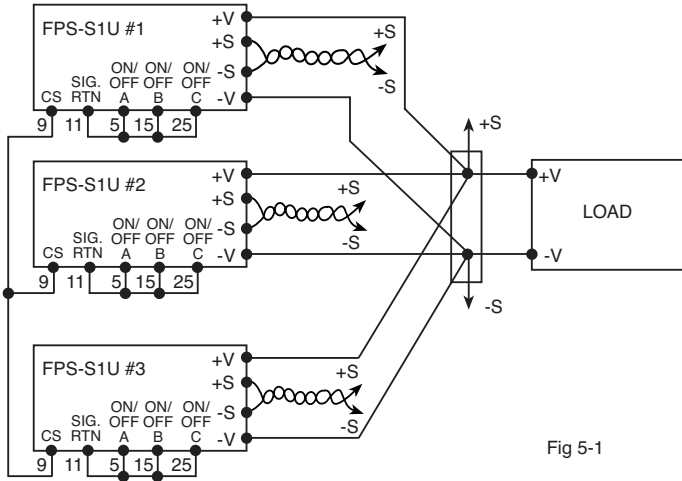 FPS-S1U #1
+V
+S
-S
-V
+S
-S
CS
SIG.
RTN
ON/
OFF
A
ON/
OFF
B
ON/
OFF
C
9
11
5
15
25
+S
FPS-S1U #2
+V
+S
-S
-V
+S
-S
CS
SIG.
RTN
ON/
OFF
A
ON/
OFF
B
ON/
OFF
C
9
11
5
15
25
+V
LOAD
-V
-S
FPS-S1U #3
+V
+S
-S
-V
+S
-S
CS
SIG.
RTN
ON/
OFF
A
ON/
OFF
B
ON/
OFF
C
9
11
5
15
25
Fig 5-1